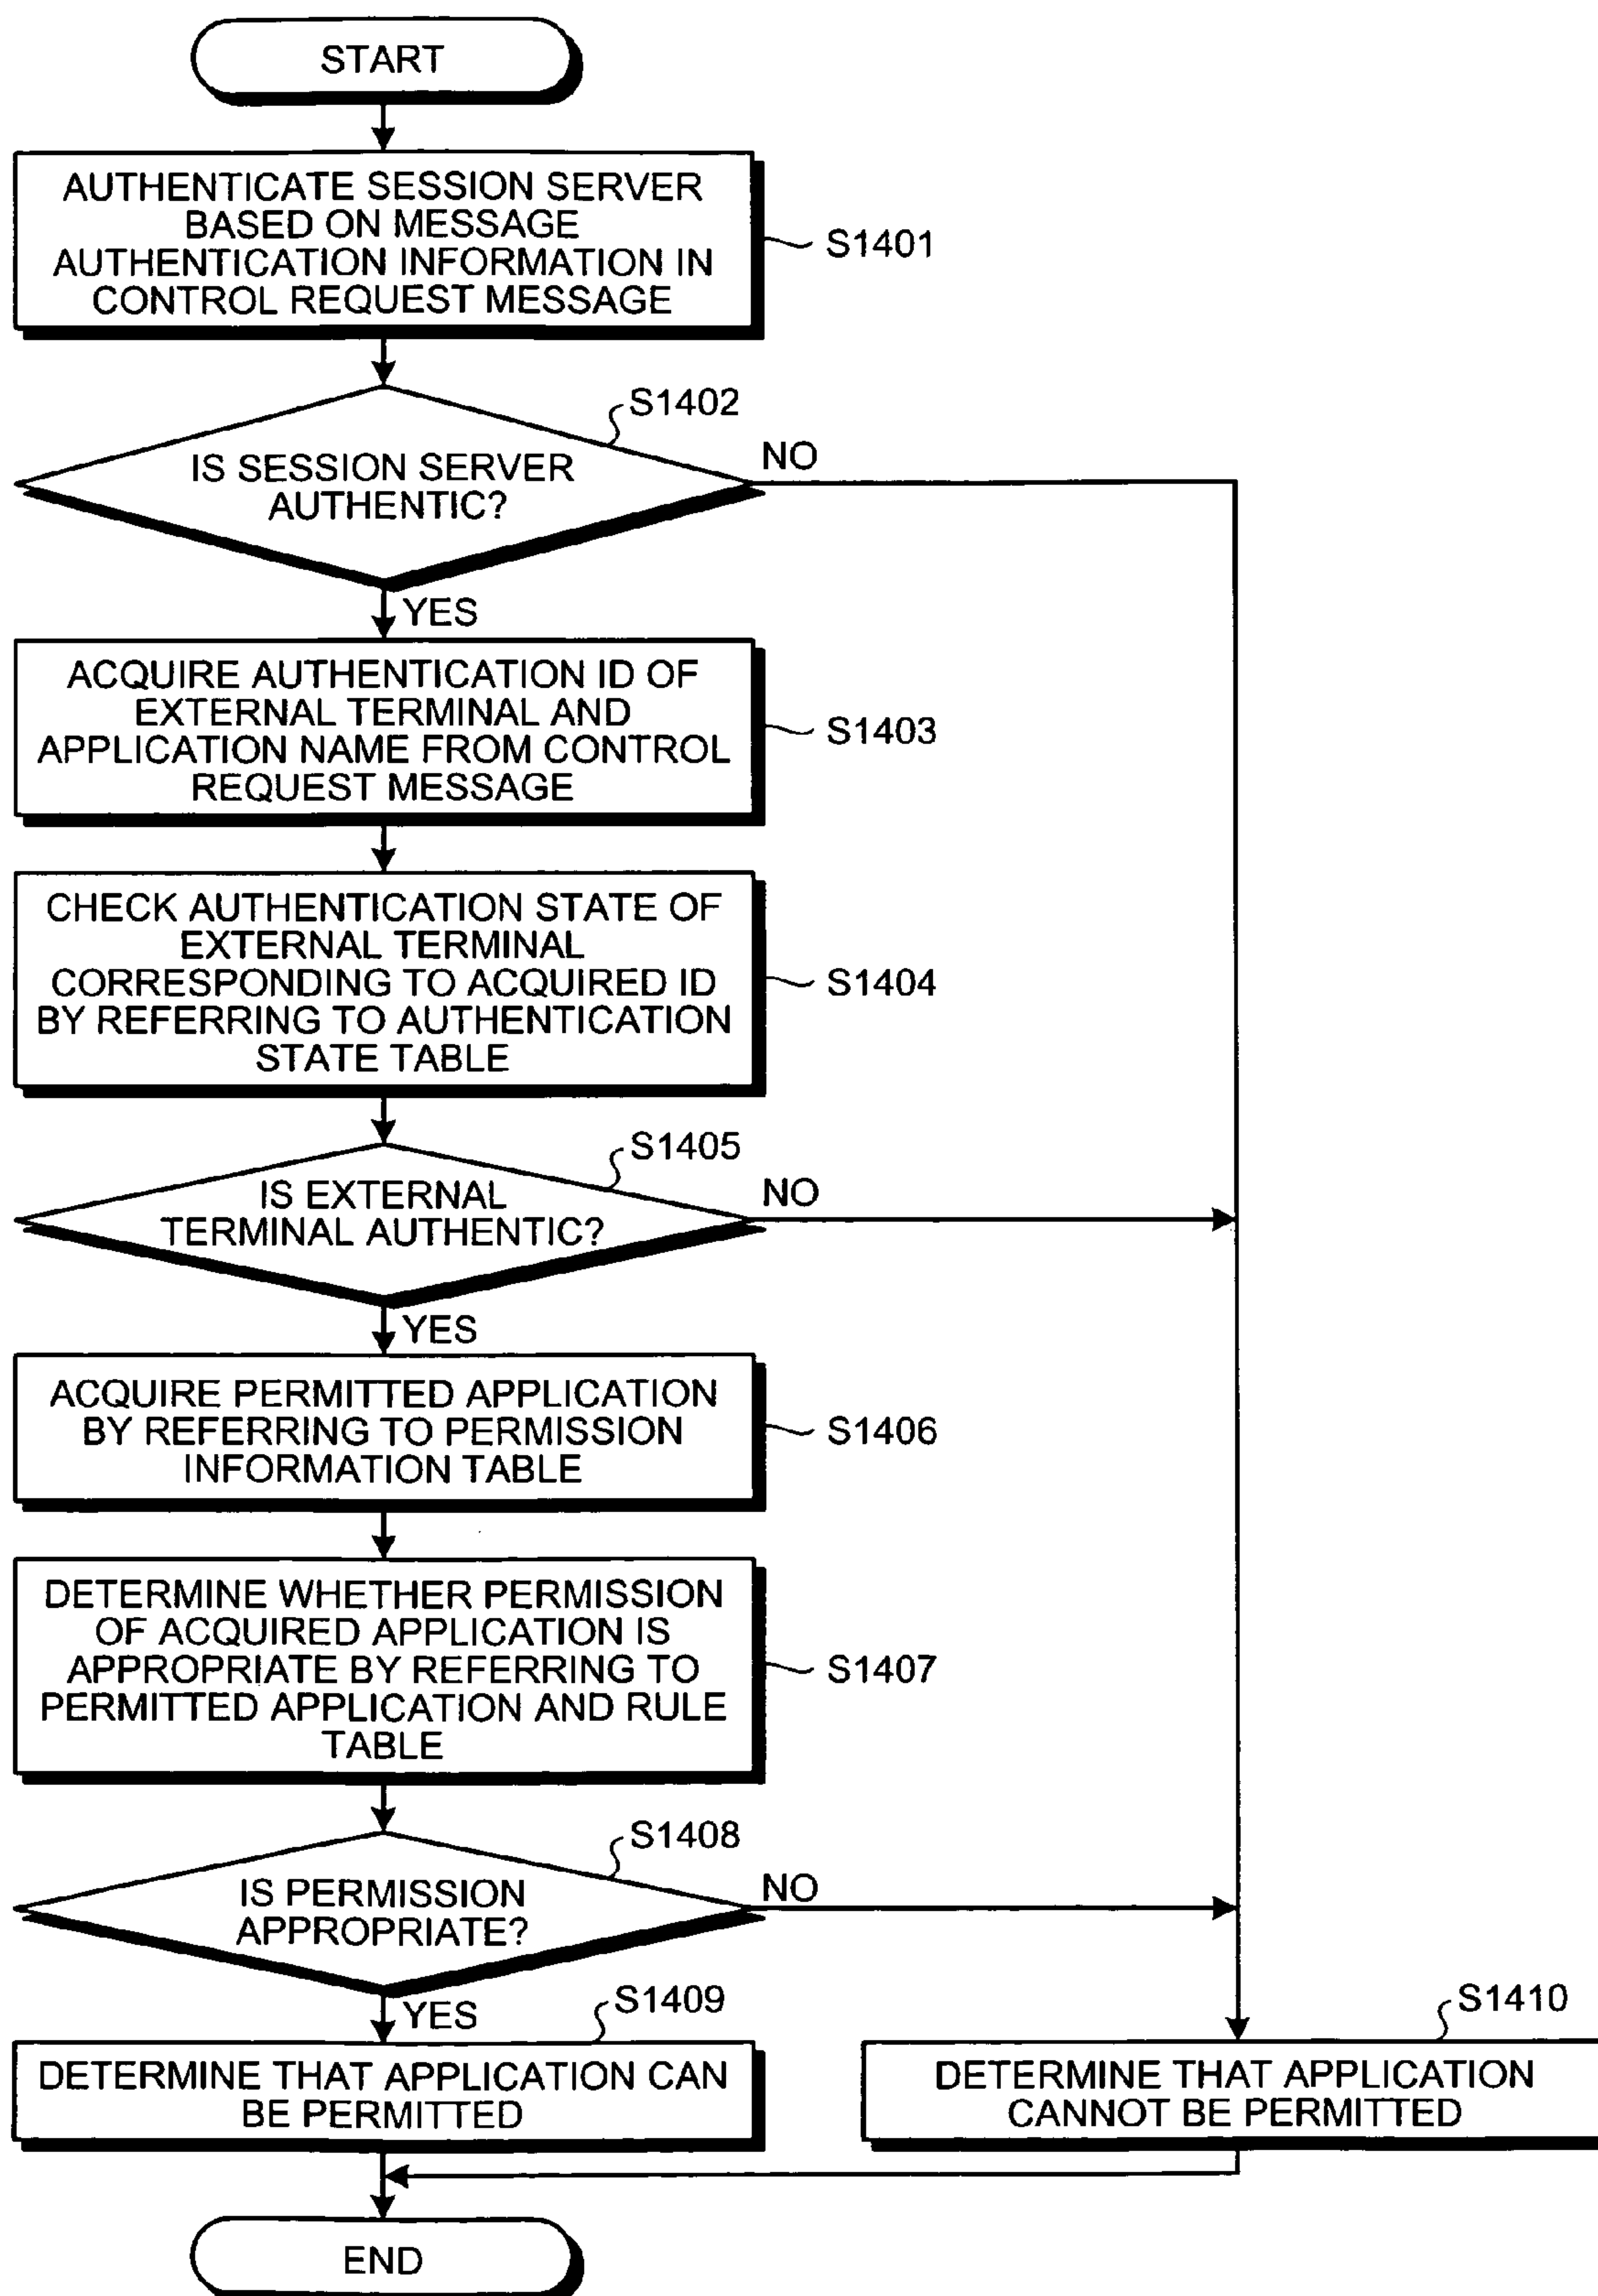 START
AUTHENTICATE SESSION SERVER
BASED ON MESSAGE
AUTHENTICATION INFORMATION IN
CONTROL REQUEST MESSAGE
S1401
S1402
IS SESSION SERVER
AUTHENTIC?
NO
YES
ACQUIRE AUTHENTICATION ID OF
EXTERNAL TERMINAL AND
APPLICATION NAME FROM CONTROL
REQUEST MESSAGE
S1403
CHECK AUTHENTICATION STATE OF
EXTERNAL TERMINAL
CORRESPONDING TO ACQUIRED ID
BY REFERRING TO AUTHENTICATION
STATE TABLE
S1404
S1405
IS EXTERNAL
TERMINAL AUTHENTIC?
NO
YES
ACQUIRE PERMITTED APPLICATION
BY REFERRING TO PERMISSION
INFORMATION TABLE
S1406
DETERMINE WHETHER PERMISSION
OF ACQUIRED APPLICATION IS
APPROPRIATE BY REFERRING TO
PERMITTED APPLICATION AND RULE
TABLE
S1407
S1408
IS PERMISSION
APPROPRIATE?
NO
YES
S1409
DETERMINE THAT APPLICATION CAN
BE PERMITTED
S1410
DETERMINE THAT APPLICATION
CANNOT BE PERMITTED
END